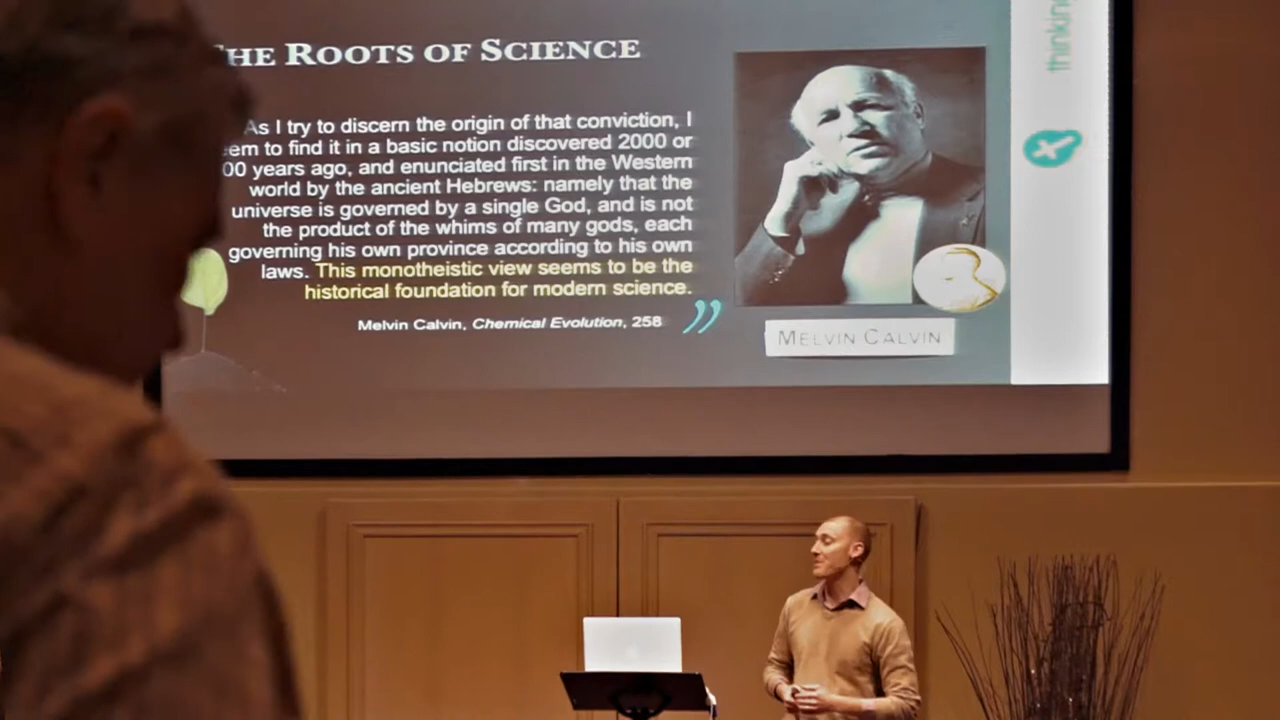 HE ROOTS OF SCIENCE
As I try to discern the origin of that conviction, I
em to find it in a basic notion discovered 2000 or
00 years ago, and enunciated first in the Western
world by the ancient Hebrews: namely that the
universe is governed by a single God, and is not
the product of the whims of many gods, each
governing his own province according to his own
laws. This monotheistic view seems to be the
historical foundation for modern science.
Melvin Calvin, Chemical Evolution, 258 ”
MELVIN CALVIN
thinking